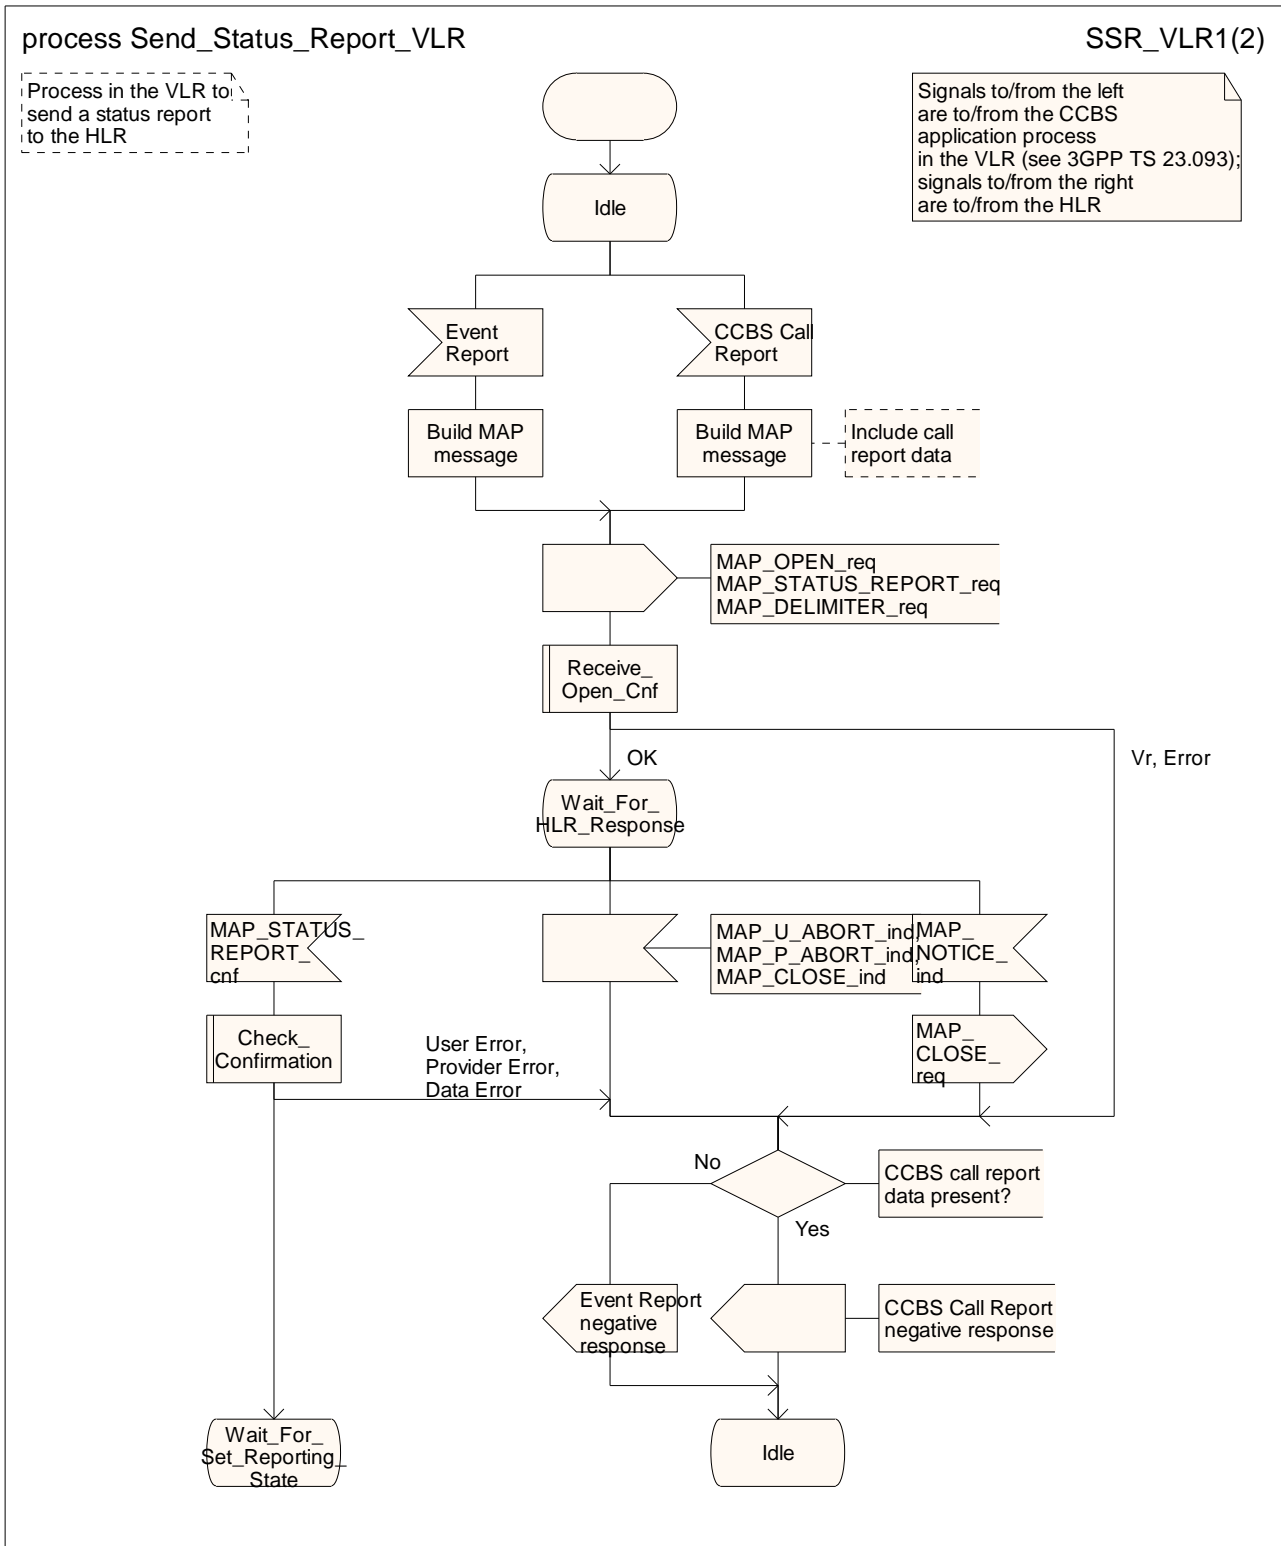 process Send_Status_Report_VLR
SSR_VLR1(2)
Process in the VLR to
send a status report
to the HLR
Signals to/from the left
are to/from the CCBS
application process
in the VLR (see 3GPP TS 23.093);
signals to/from the right
are to/from the HLR
Idle
Event
Report
CCBS Call
Report
Build MAP
message
Build MAP
message
Include call
report data
MAP_OPEN_req
MAP_STATUS_REPORT_req
MAP_DELIMITER_req
Receive_
Open_Cnf
OK
Vr, Error
Wait_For_
HLR_Response
MAP_STATUS_
REPORT_
cnf
MAP_U_ABORT_ind,
MAP_P_ABORT_ind,
MAP_CLOSE_ind
MAP_
NOTICE_
ind
Check_
Confirmation
User Error,
Provider Error,
Data Error
MAP_
CLOSE_
req
No
CCBS call report
data present?
Yes
Event Report
negative
response
CCBS Call Report
negative response
Wait_For_
Set_Reporting_
State
Idle